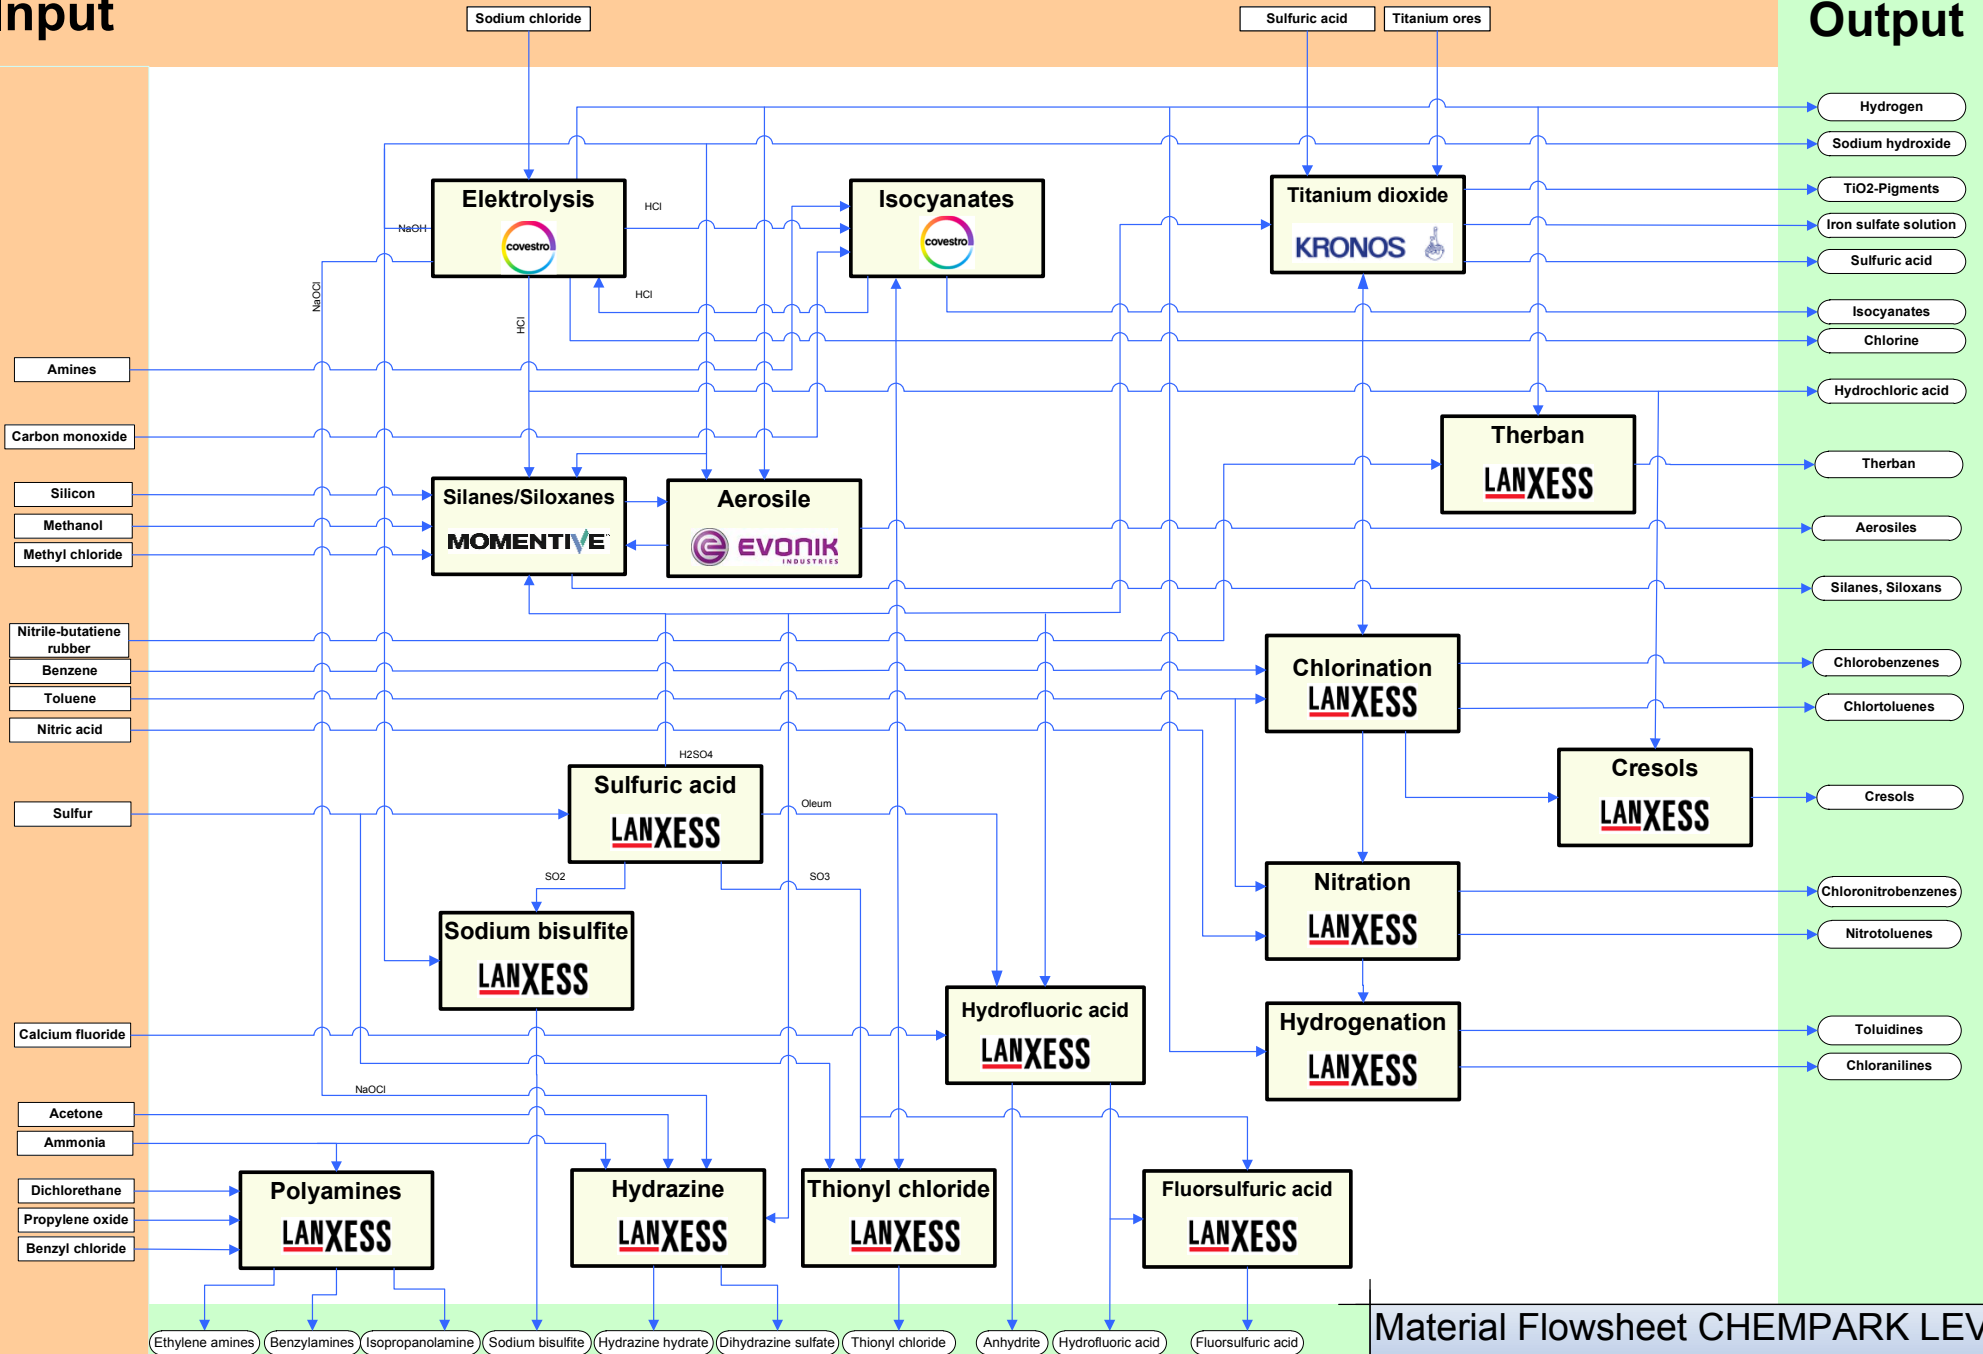 Input
Sodium chloride
Sulfuric acid
Titanium ores
Output
Hydrogen
Sodium hydroxide
Elektrolysis
covestro
HCl
NaOH
Isocyanates
covestro
Titanium dioxide
KRONOS
TiO2-Pigments
Iron sulfate solution
Sulfuric acid
NaOCl
HCl
HCl
Isocyanates
Chlorine
Amines
Hydrochloric acid
Carbon monoxide
Therban
LANXESS
Therban
Silicon
Methanol
Methyl chloride
Silanes/Siloxanes
MOMENTIVE
Aerosile
EVONIK
INDUSTRIES
Aerosiles
Silanes, Siloxans
Nitrile-butatiene
rubber
Benzene
Toluene
Nitric acid
Chlorination
LANXESS
Chlorobenzenes
Chlortoluenes
H2SO4
Sulfuric acid
LANXESS
Oleum
Sulfur
Cresols
LANXESS
Cresols
SO2
SO3
Nitration
LANXESS
Chloronitrobenzenes
Nitrotoluenes
Sodium bisulfite
LANXESS
Calcium fluoride
Hydrofluoric acid
LANXESS
Hydrogenation
LANXESS
Toluidines
Chloranilines
NaOCl
Acetone
Ammonia
Dichlorethane
Propylene oxide
Benzyl chloride
Polyamines
LANXESS
Hydrazine
LANXESS
Thionyl chloride
LANXESS
Fluorsulfuric acid
LANXESS
Ethylene amines
Benzylamines
Isopropanolamine
Sodium bisulfite
Hydrazine hydrate
Dihydrazine sulfate
Thionyl chloride
Anhydrite
Hydrofluoric acid
Fluorsulfuric acid
Material Flowsheet CHEMPARK LEV